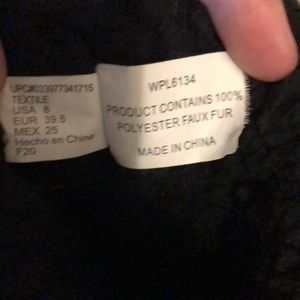 UPC#033977341715
TEXTILE
USA 8
EUR 39.5
MEX 25
Hecho en China
F20
WPL6134
PRODUCT CONTAINS 100%
POLYESTER FAUX FUR
MADE IN CHINA